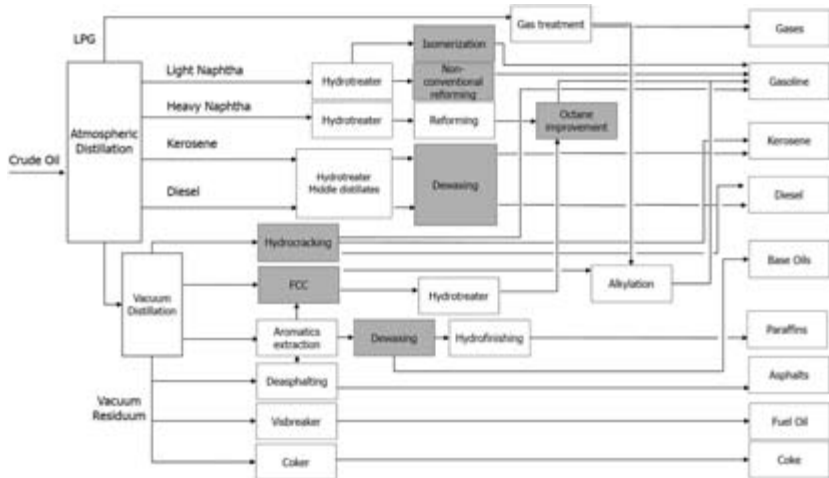 LPG
Gas treatment
Gases
Isomerization
Light Naphtha
Hydrotreater
Non-
conventional
reforming
Gasoline
Heavy Naphtha
Hydrotreater
Reforming
Octane
improvement
Atmospheric
Distillation
Kerosene
Kerosene
Crude Oil
Hydrotreater
Middle distillates
Dewaxing
Diesel
Diesel
Hydrocracking
Base Oils
Vacuum
Distillation
FCC
Hydrotreater
Alkylation
Aromatics
extraction
Dewaxing
Hydrofinishing
Paraffins
Deasphalting
Asphalts
Vacuum
Residuum
Visbreaker
Fuel Oil
Coker
Coke